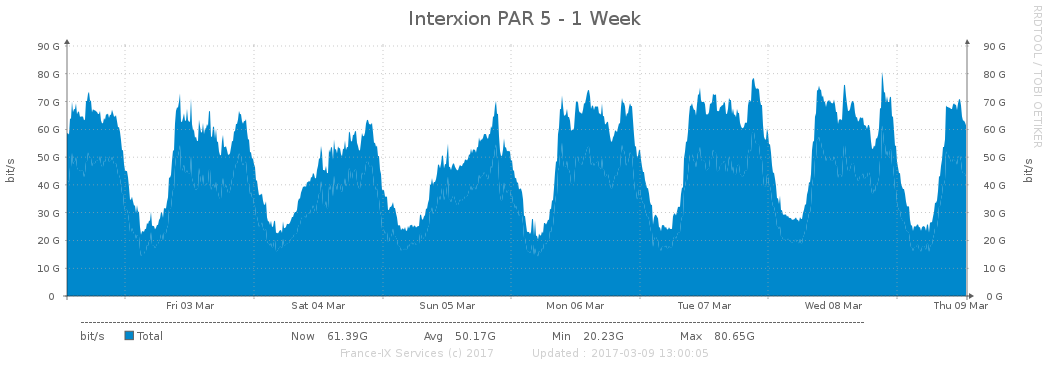 Interxion PAR 5 - 1 Week
RRDTOOL / TOBI OETIKER
90 G 90 G
80 G 80 G
70 G 70 G
60 G 60 G
50 G 50 G
40 G 40 G
30 G 30 G
20 G 20 G
10 G 10 G
0 0 G
bit/s
bit/s
Fri 03 Mar Sat 04 Mar Sun 05 Mar Mon 06 Mar Tue 07 Mar Wed 08 Mar Thu 09 Mar
bit/s Total Now 61.39G Avg 50.17G Min 20.23G Max 80.65G
France-IX Services (c) 2017 Updated : 2017-03-09 13:00:05